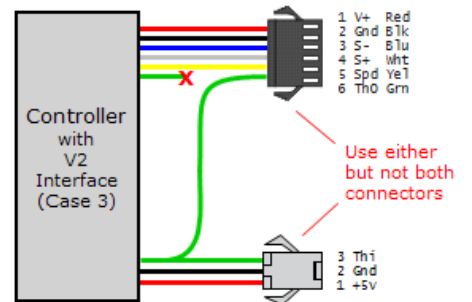 1 V+ Red
2 Gnd Blk
3 S- Blu
4 S+ Wht
5 Spd Yel
6 ThO Grn
X
Controller
with
V2
Interface
(Case 3)
Use either
but not both
connectors
3 Thi
2 Gnd
1 +5v